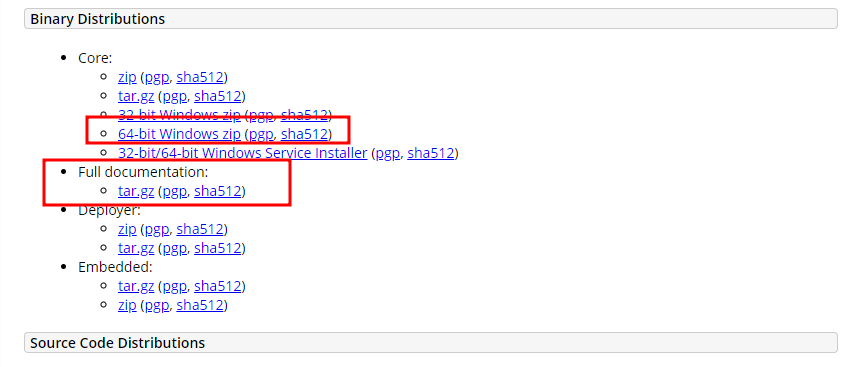 Binary Distributions
Core:
zip (pgp, sha512)
tar.gz (pgp, sha512)
32-bit Windows zip (pgp, sha512)
64-bit Windows zip (pgp, sha512)
32-bit/64-bit Windows Service Installer (pgp, sha512)
Full documentation:
tar.gz (pgp, sha512)
Deployer:
zip (pgp, sha512)
tar.gz (pgp, sha512)
Embedded:
tar.gz (pgp, sha512)
zip (pgp, sha512)
Source Code Distributions